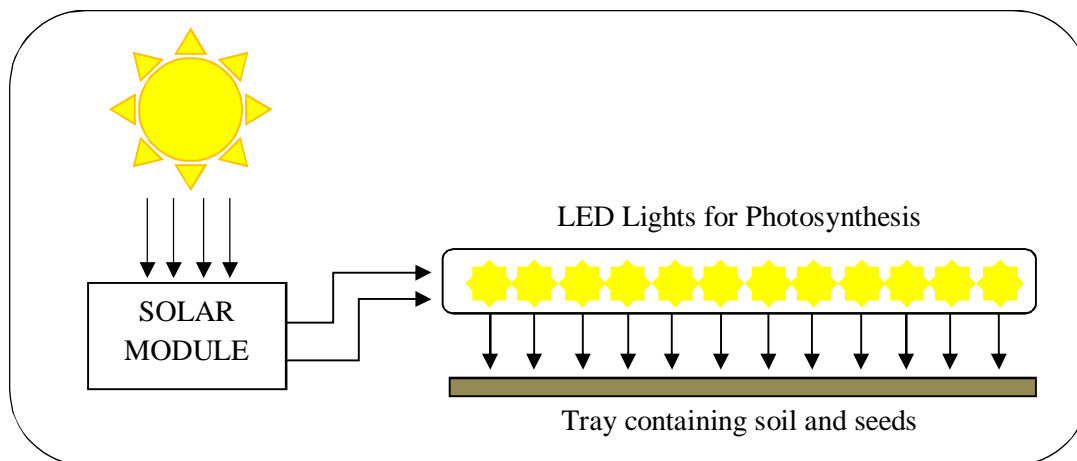 LED Lights for Photosynthesis
SOLAR
MODULE
Tray containing soil and seeds